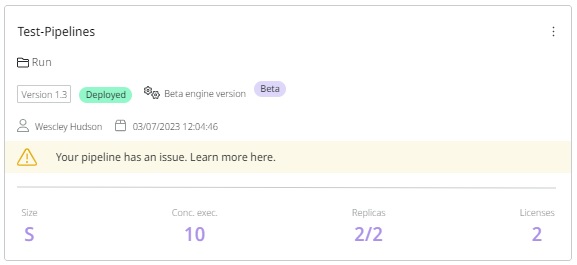 Test-Pipelines
Run
Version 1.3 Deployed Beta engine version Beta
Wescley Hudson 03/07/2023 12:04:46
Your pipeline has an issue. Learn more here.
Size Conc. exec. Replicas Licenses
S 10 2/2 2